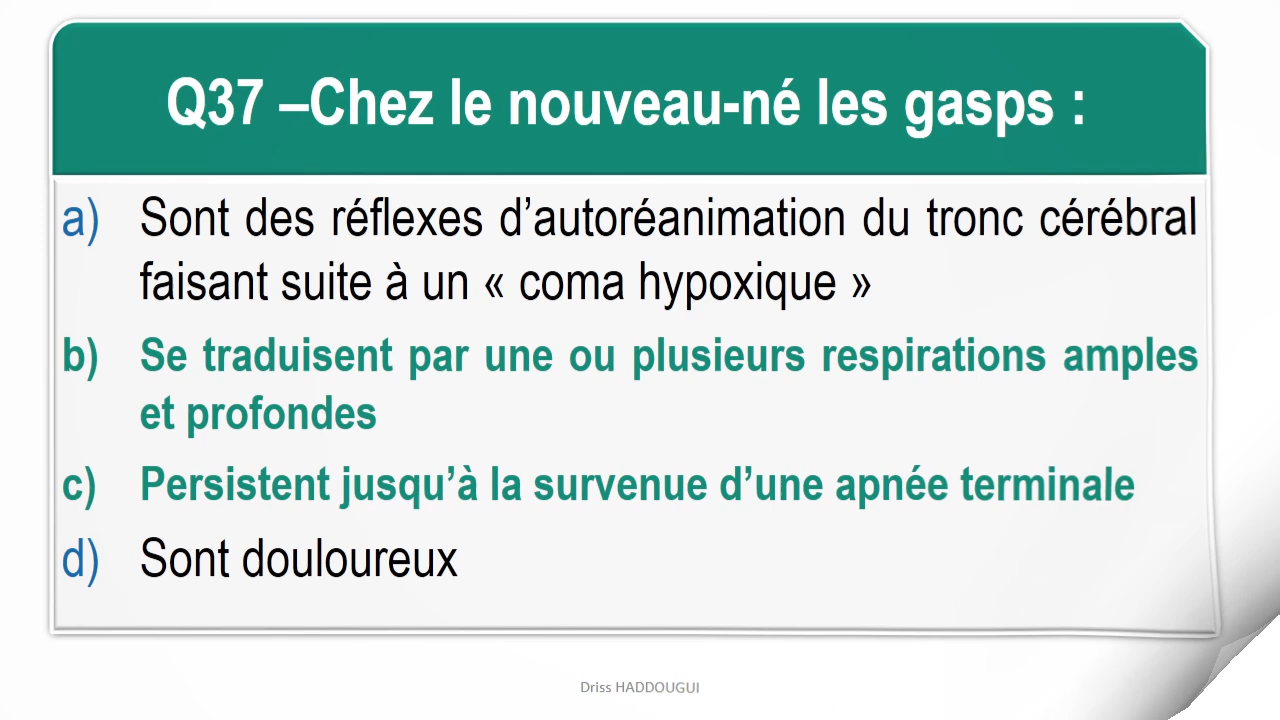 Q37 –Chez le nouveau-né les gasps :
a) Sont des réflexes d’autoréanimation du tronc cérébral
faisant suite à un « coma hypoxique »
b) Se traduisent par une ou plusieurs respirations amples
et profondes
c) Persistent jusqu’à la survenue d’une apnée terminale
d) Sont douloureux
Driss HADDOUGUI